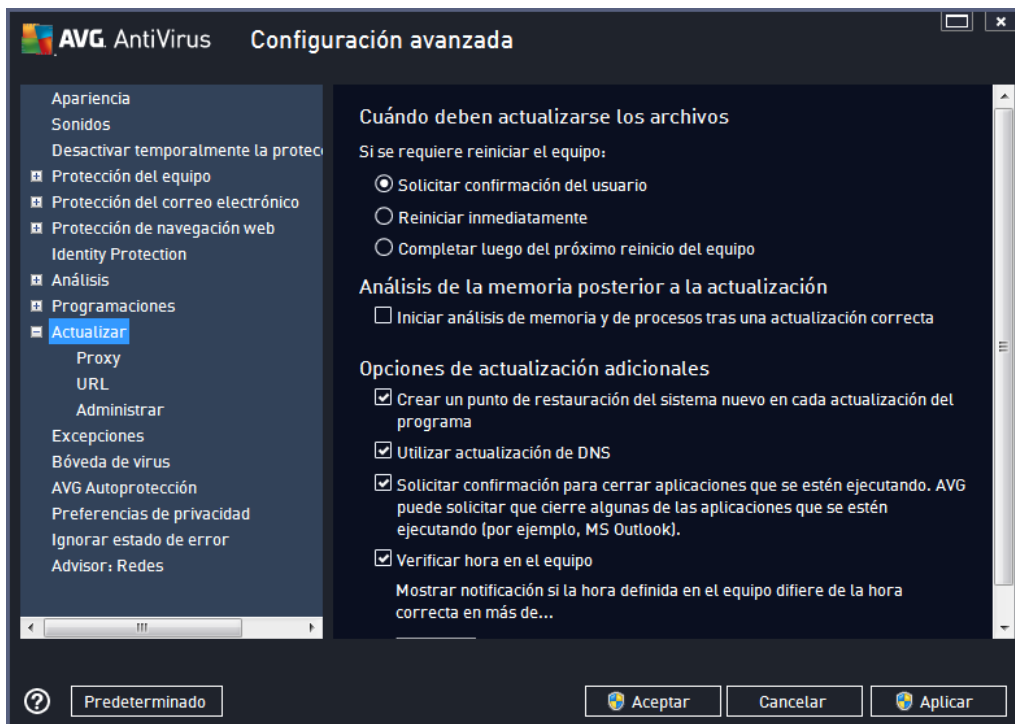 AVG AntiVirus
Configuración avanzada
Apariencia
Sonidos
Desactivar temporalmente la protec
Protección del equipo
Protección del correo electrónico
Protección de navegación web
Identity Protection
Análisis
Programaciones
Actualizar
Proxy
URL
Administrar
Excepciones
Bóveda de virus
AVG Autoprotección
Preferencias de privacidad
Ignorar estado de error
Advisor: Redes
Cuándo deben actualizarse los archivos
Si se requiere reiniciar el equipo:
Solicitar confirmación del usuario
Reiniciar inmediatamente
Completar luego del próximo reinicio del equipo
Análisis de la memoria posterior a la actualización
Iniciar análisis de memoria y de procesos tras una actualización correcta
Opciones de actualización adicionales
Crear un punto de restauración del sistema nuevo en cada actualización del
programa
Utilizar actualización de DNS
Solicitar confirmación para cerrar aplicaciones que se estén ejecutando. AVG
puede solicitar que cierre algunas de las aplicaciones que se estén
ejecutando (por ejemplo, MS Outlook).
Verificar hora en el equipo
Mostrar notificación si la hora definida en el equipo difiere de la hora
correcta en más de...
Predeterminado
Aceptar
Cancelar
Aplicar